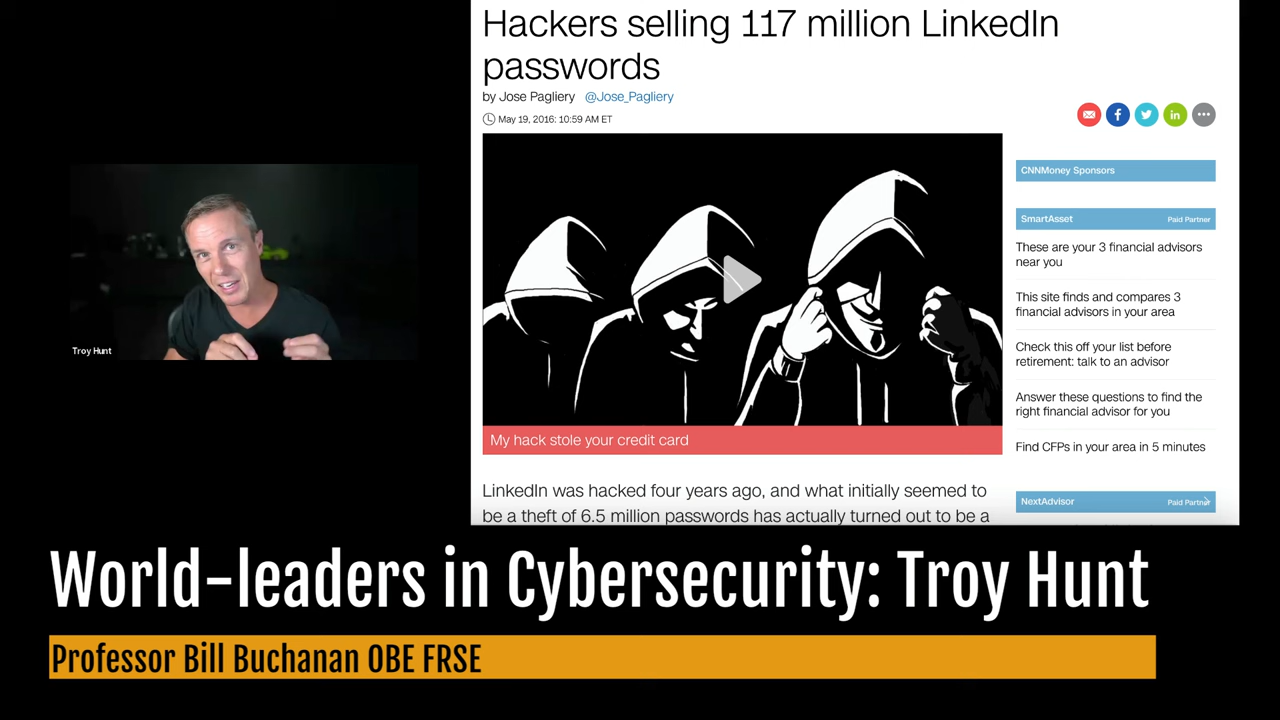 Hackers selling 117 million LinkedIn
passwords
by Jose Pagliery @Jose_Pagliery
May 19, 2016: 10:59 AM ET
CNNMoney Sponsors
SmartAsset Paid Partner
These are your 3 financial advisors
near you
This site finds and compares 3
financial advisors in your area
Check this off your list before
retirement: talk to an advisor
Answer these questions to find the
right financial advisor for you
Find CFPs in your area in 5 minutes
NextAdvisor Paid Partner
My hack stole your credit card
LinkedIn was hacked four years ago, and what initially seemed to
be a theft of 6.5 million passwords has actually turned out to be a
Troy Hunt
World-leaders in Cybersecurity: Troy Hunt
Professor Bill Buchanan OBE FRSE